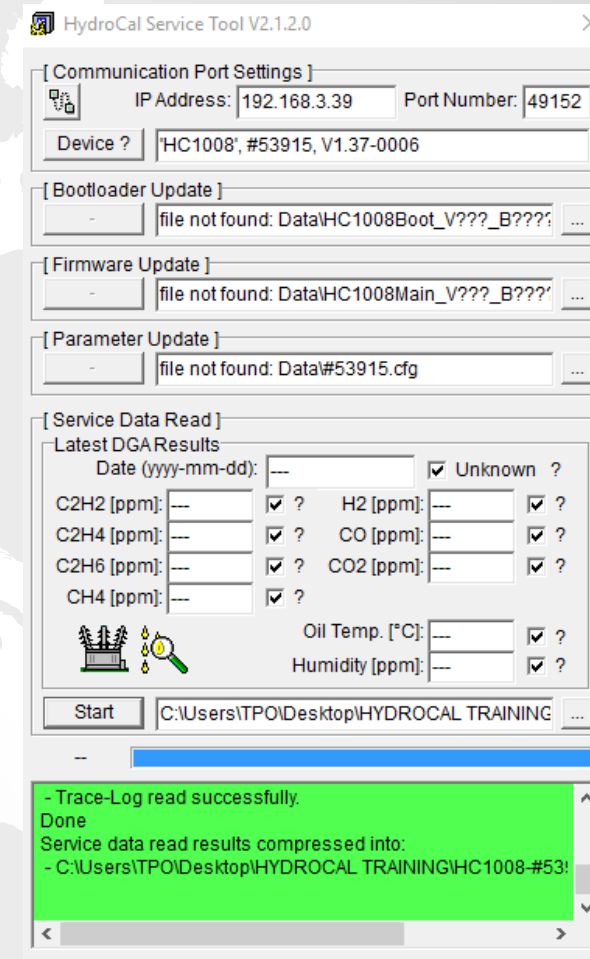 HydroCal Service Tool V2.1.2.0
[ Communication Port Settings ]
IP Address: 192.168.3.39 Port Number: 49152
Device ? 'HC1008', #53915, V1.37-0006
[ Bootloader Update ]
- file not found: Data\HC1008Boot_V???_B???? ...
[ Firmware Update ]
- file not found: Data\HC1008Main_V???_B??? ...
[ Parameter Update ]
- file not found: Data\#53915.cfg ...
[ Service Data Read ]
Latest DGA Results
Date (yyyy-mm-dd): --- Unknown ?
C2H2 [ppm]: --- ? H2 [ppm]: --- ?
C2H4 [ppm]: --- ? CO [ppm]: --- ?
C2H6 [ppm]: --- ? CO2 [ppm]: --- ?
CH4 [ppm]: --- ?
Oil Temp. [°C]: --- ?
Humidity [ppm]: --- ?
Start C:\Users\TPO\Desktop\HYDROCAL TRAINING ...
--
- Trace-Log read successfully.
Done
Service data read results compressed into:
- C:\Users\TPO\Desktop\HYDROCAL TRAINING\HC1008-#53!